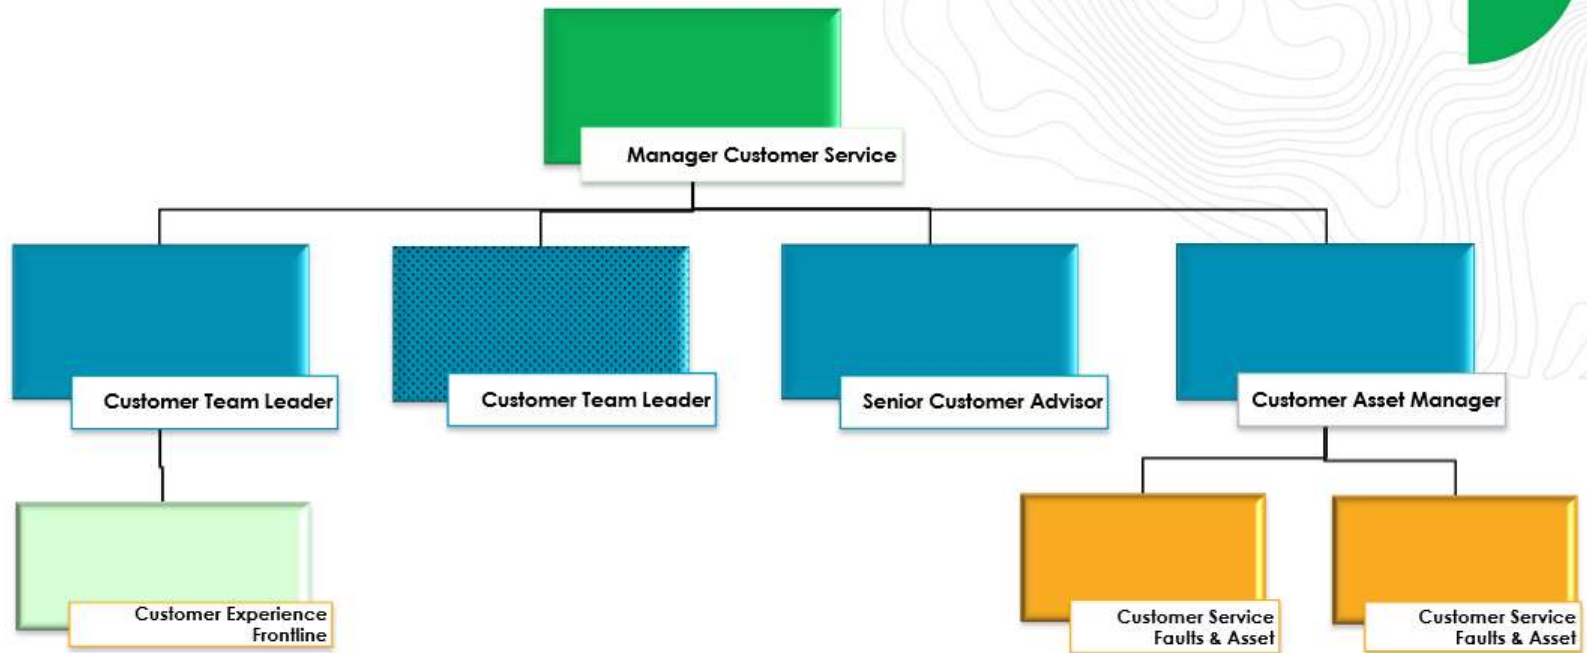 Manager Customer Service
Customer Team Leader
Customer Team Leader
Senior Customer Advisor
Customer Asset Manager
Customer Experience
Frontline
Customer Service
Faults & Asset
Customer Service
Faults & Asset